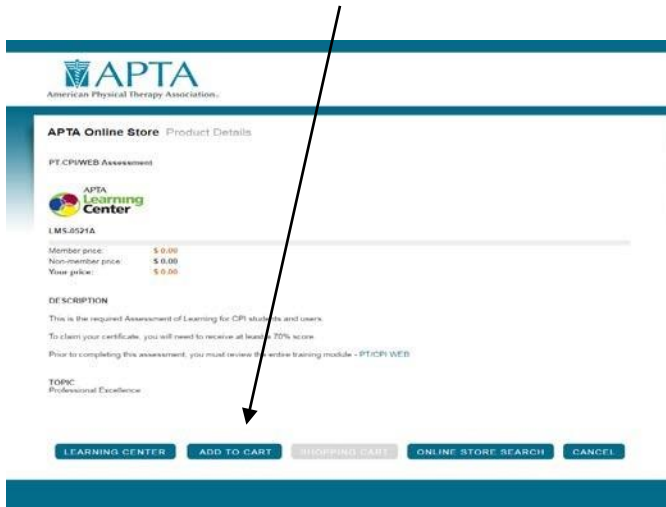 APTA
American Physical Therapy Association.
APTA Online Store Product Details
PT CPI/WEB Assessment
APTA
Learning
Center
LMS-0521A
Member price: $ 0.00
Non-member price: $ 0.00
Your price: $ 0.00
DESCRIPTION
This is the required Assessment of Learning for CPI students and users
To claim your certificate, you will need to receive at least a 70% score
Prior to completing this assessment, you must review the entire training module - PT/CPI WEB
TOPIC
Professional Excellence
LEARNING CENTER ADD TO CART SHOPPING CART ONLINE STORE SEARCH CANCEL